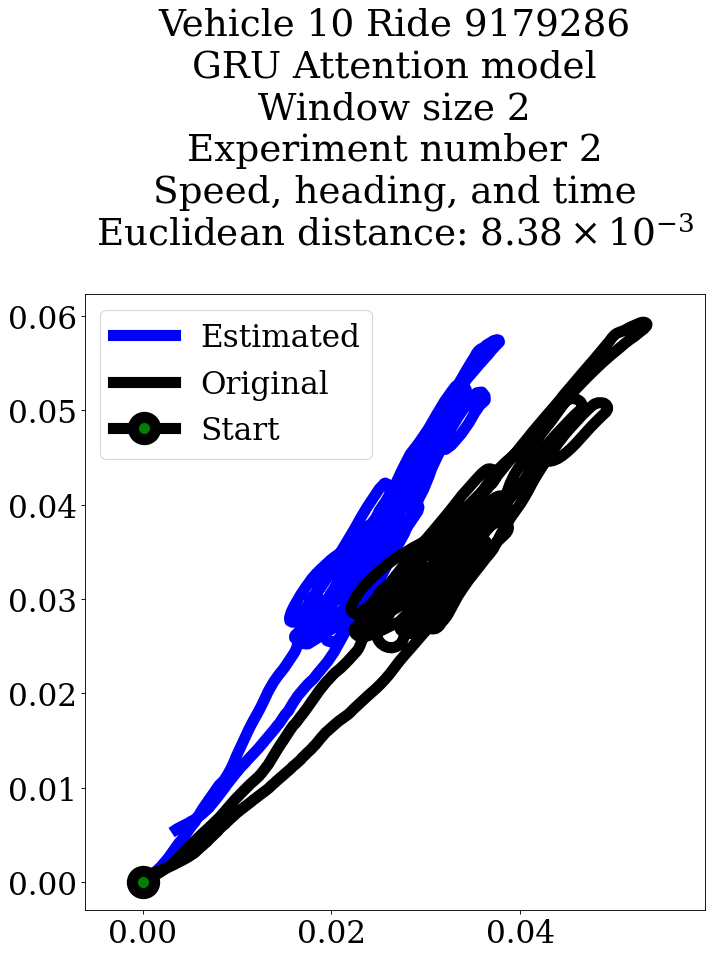 Vehicle 10 Ride 9179286
GRU Attention model
Window size 2
Experiment number 2
Speed, heading, and time
Euclidean distance: 8.38 × 10⁻³
Estimated
Original
Start
0.06
0.05
0.04
0.03
0.02
0.01
0.00
0.00 0.02 0.04